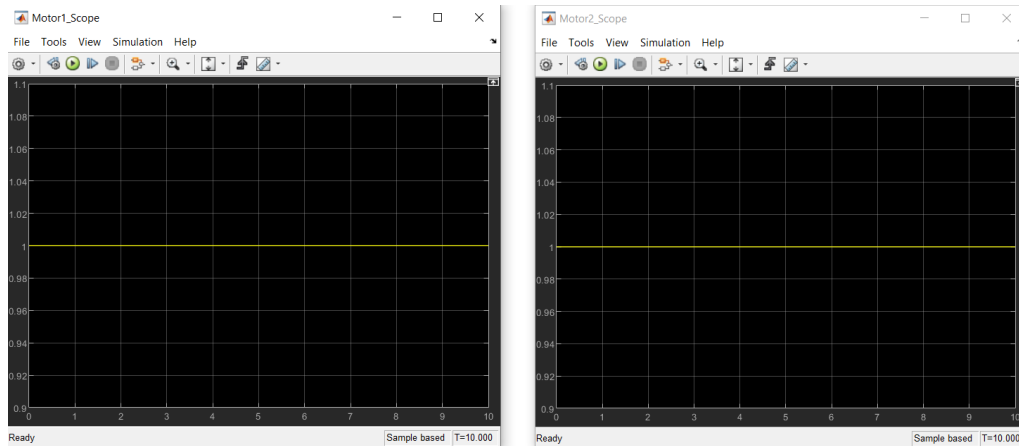 Motor1_Scope
File Tools View Simulation Help
1.1
1.08
1.06
1.04
1.02
1
0.98
0.96
0.94
0.92
0.9
0 1 2 3 4 5 6 7 8 9 10
Ready Sample based T=10.000
Motor2_Scope
File Tools View Simulation Help
1.1
1.08
1.06
1.04
1.02
1
0.98
0.96
0.94
0.92
0.9
0 1 2 3 4 5 6 7 8 9 10
Ready Sample based T=10.000